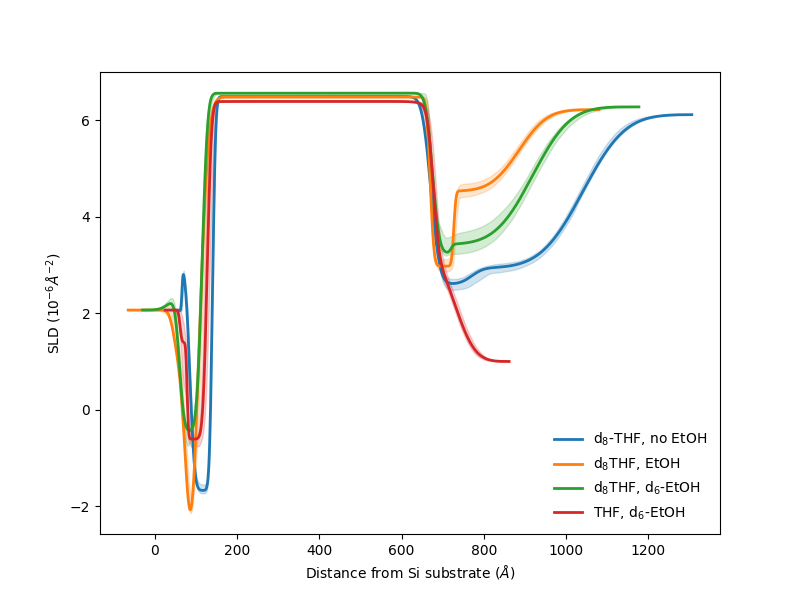 6
4
2
0
−2
SLD (10⁻⁶Å⁻²)
0 200 400 600 800 1000 1200
Distance from Si substrate (Å)
d₈-THF, no EtOH
d₈THF, EtOH
d₈THF, d₆-EtOH
THF, d₆-EtOH